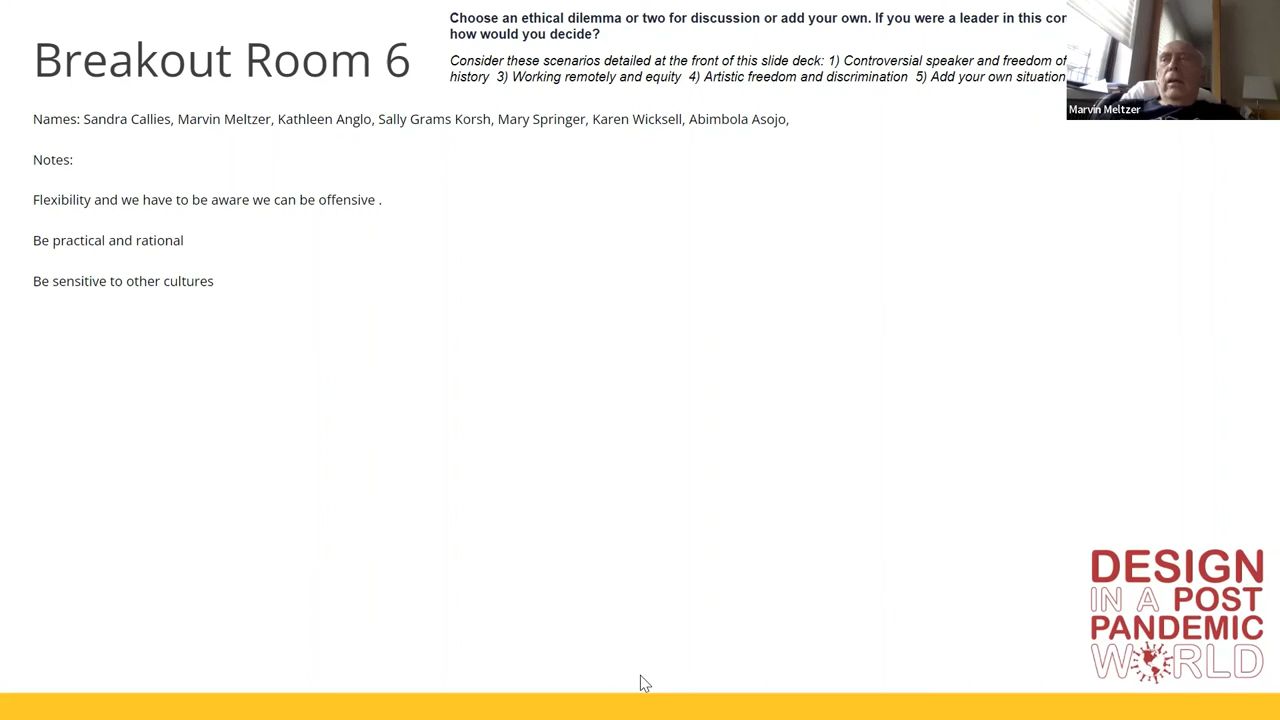 Breakout Room 6
Choose an ethical dilemma or two for discussion or add your own. If you were a leader in this
how would you decide?
Consider these scenarios detailed at the front of this slide deck: 1) Controversial speaker and freedom of
history 3) Working remotely and equity 4) Artistic freedom and discrimination 5) Add your own situation
Marvin Meltzer
Names: Sandra Callies, Marvin Meltzer, Kathleen Anglo, Sally Grams Korsh, Mary Springer, Karen Wicksell, Abimbola Asojo,
Notes:
Flexibility and we have to be aware we can be offensive .
Be practical and rational
Be sensitive to other cultures
DESIGN
IN A POST
PANDEMIC
WORLD